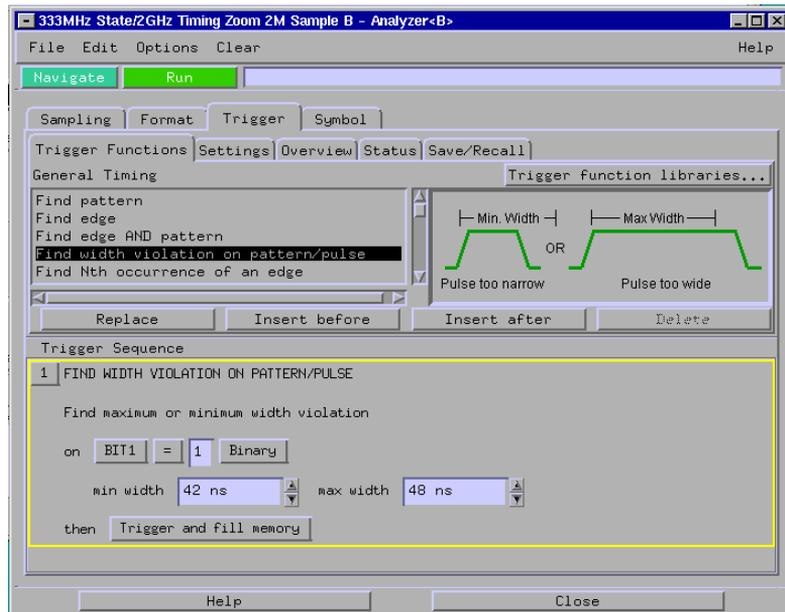 333MHz State/2GHz Timing Zoom 2M Sample B - Analyzer<B>
File Edit Options Clear Help
Navigate Run
Sampling Format Trigger Symbol
Trigger Functions Settings Overview Status Save/Recall
General Timing Trigger function libraries...
Find pattern
Find edge
Find edge AND pattern
Find width violation on pattern/pulse
Find Nth occurrence of an edge
Min. Width Max Width
OR
Pulse too narrow Pulse too wide
Replace Insert before Insert after Delete
Trigger Sequence
1 FIND WIDTH VIOLATION ON PATTERN/PULSE
Find maximum or minimum width violation
on BIT1 = 1 Binary
min width 42 ns max width 48 ns
then Trigger and fill memory
Help Close